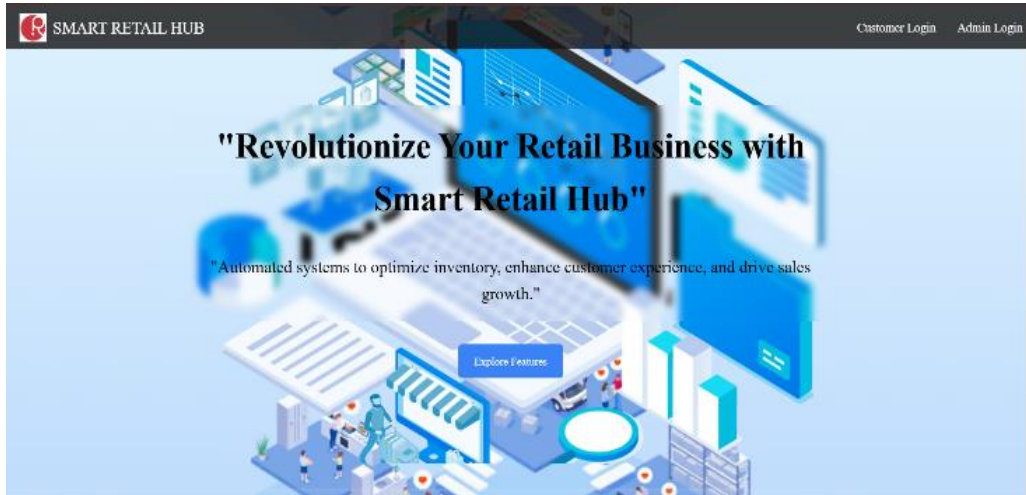 SMART RETAIL HUB
Customer Login
Admin Login
"Revolutionize Your Retail Business with
Smart Retail Hub"
"Automated systems to optimize inventory, enhance customer experience, and drive sales
growth."
Explore Features